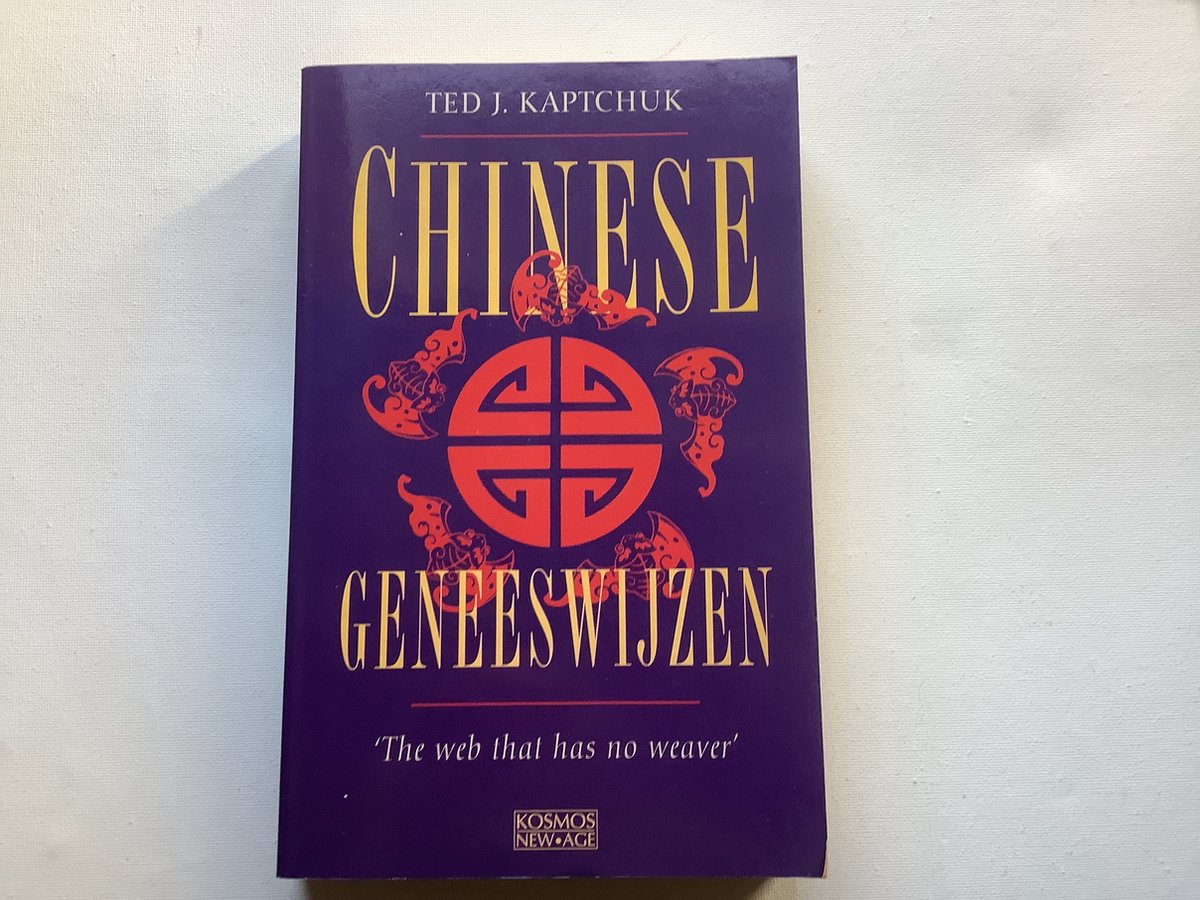 TED J. KAPTCHUK
CHINESE
GENEESWIJZEN
'The web that has no weaver'
KOSMOS
NEW•AGE